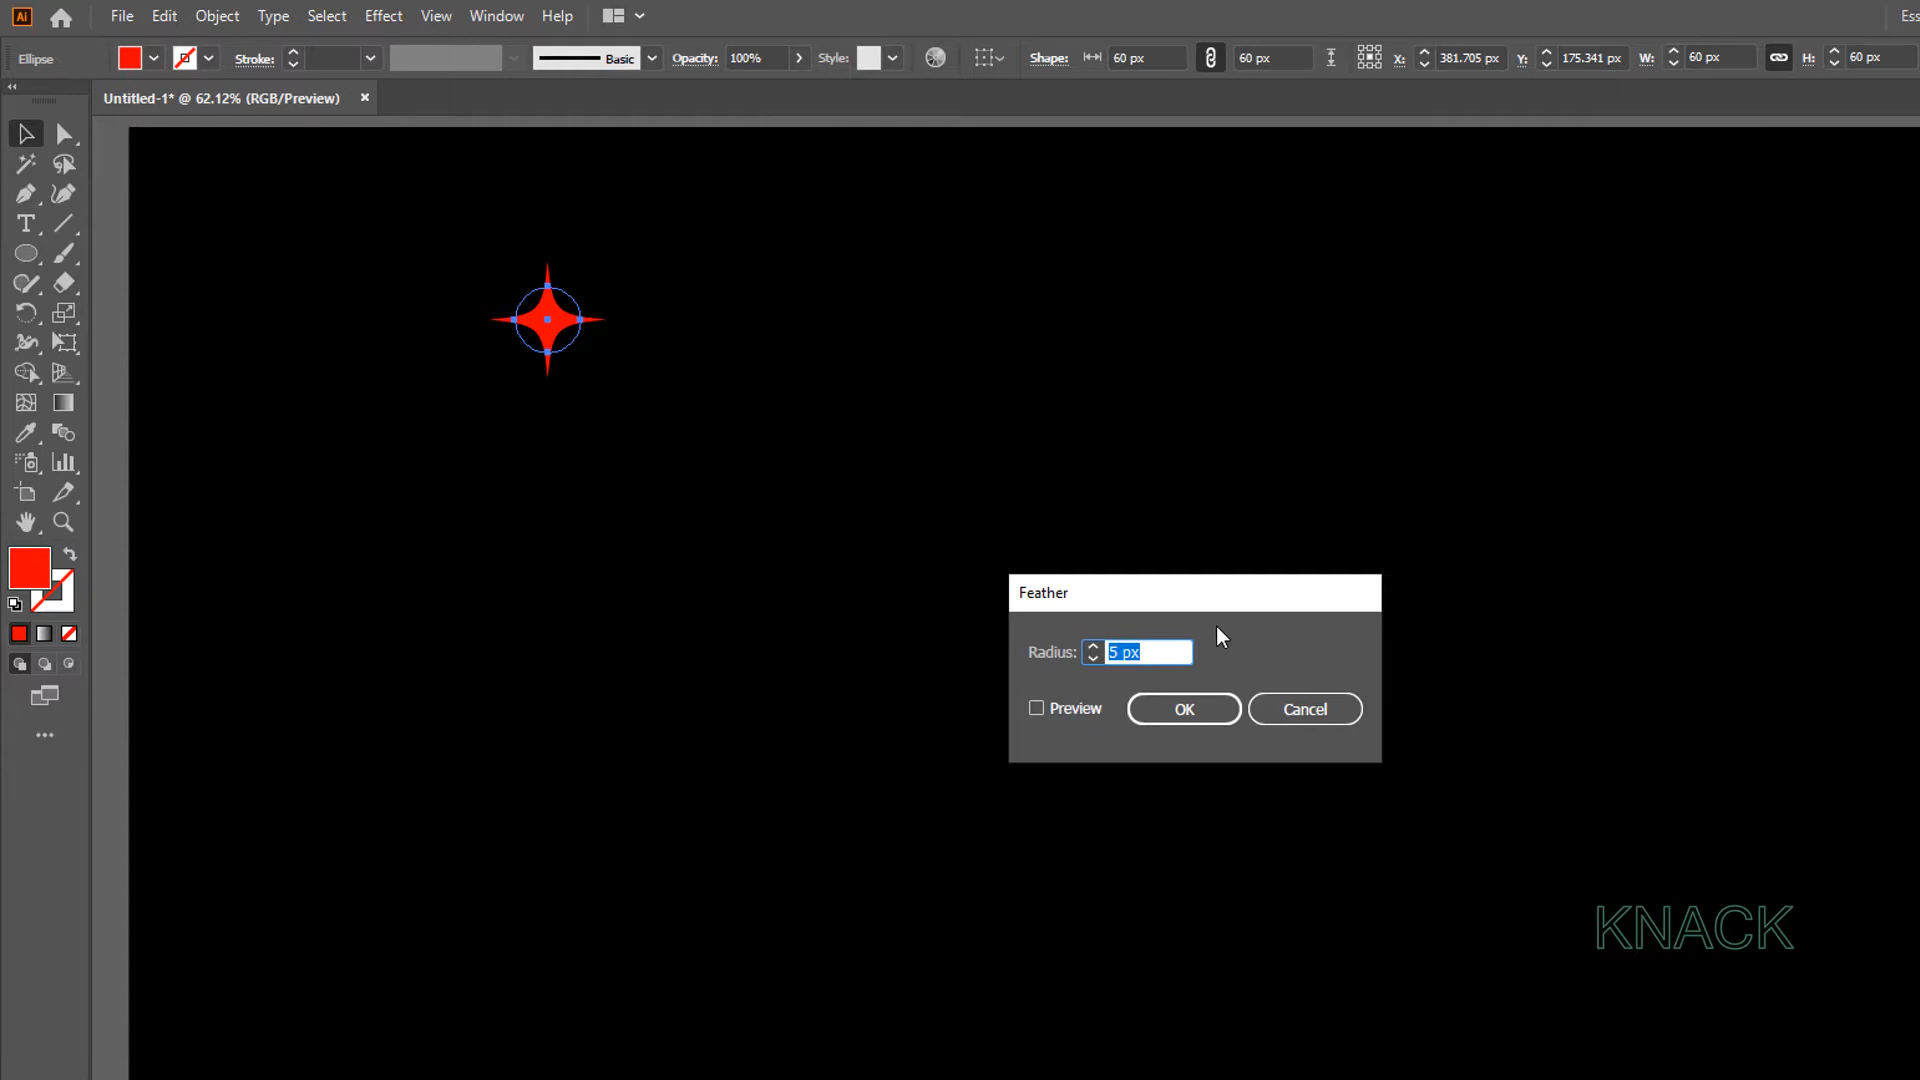 Ai File Edit Object Type Select Effect View Window Help Ess
Ellipse Stroke: Basic Opacity: 100% Style: Shape: 60 px 60 px X: 381.705 px Y: 175.341 px W: 60 px H: 60 px
Untitled-1* @ 62.12% (RGB/Preview) ×
Feather
Radius: 5 px
Preview OK Cancel
KNACK